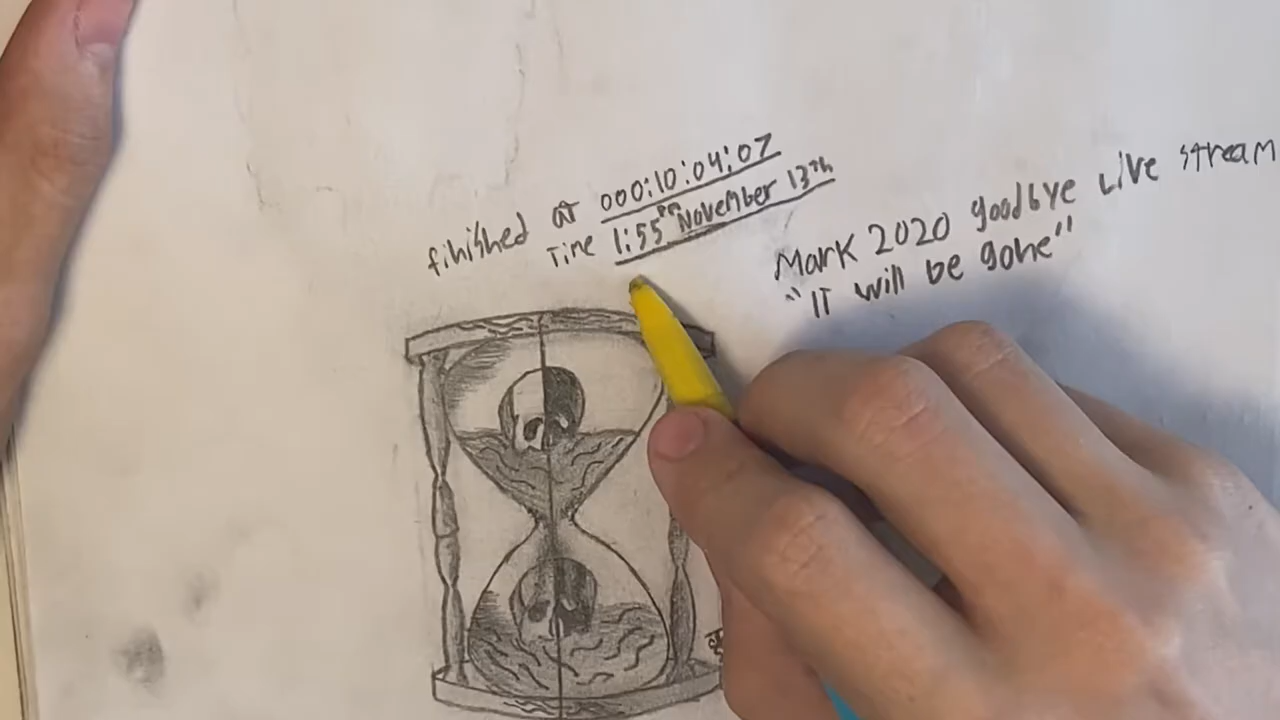 finished at 000:10:04:07
Time 1:55pm November 13th
Mark 2020 goodbye Live stream
"IT will be gone"